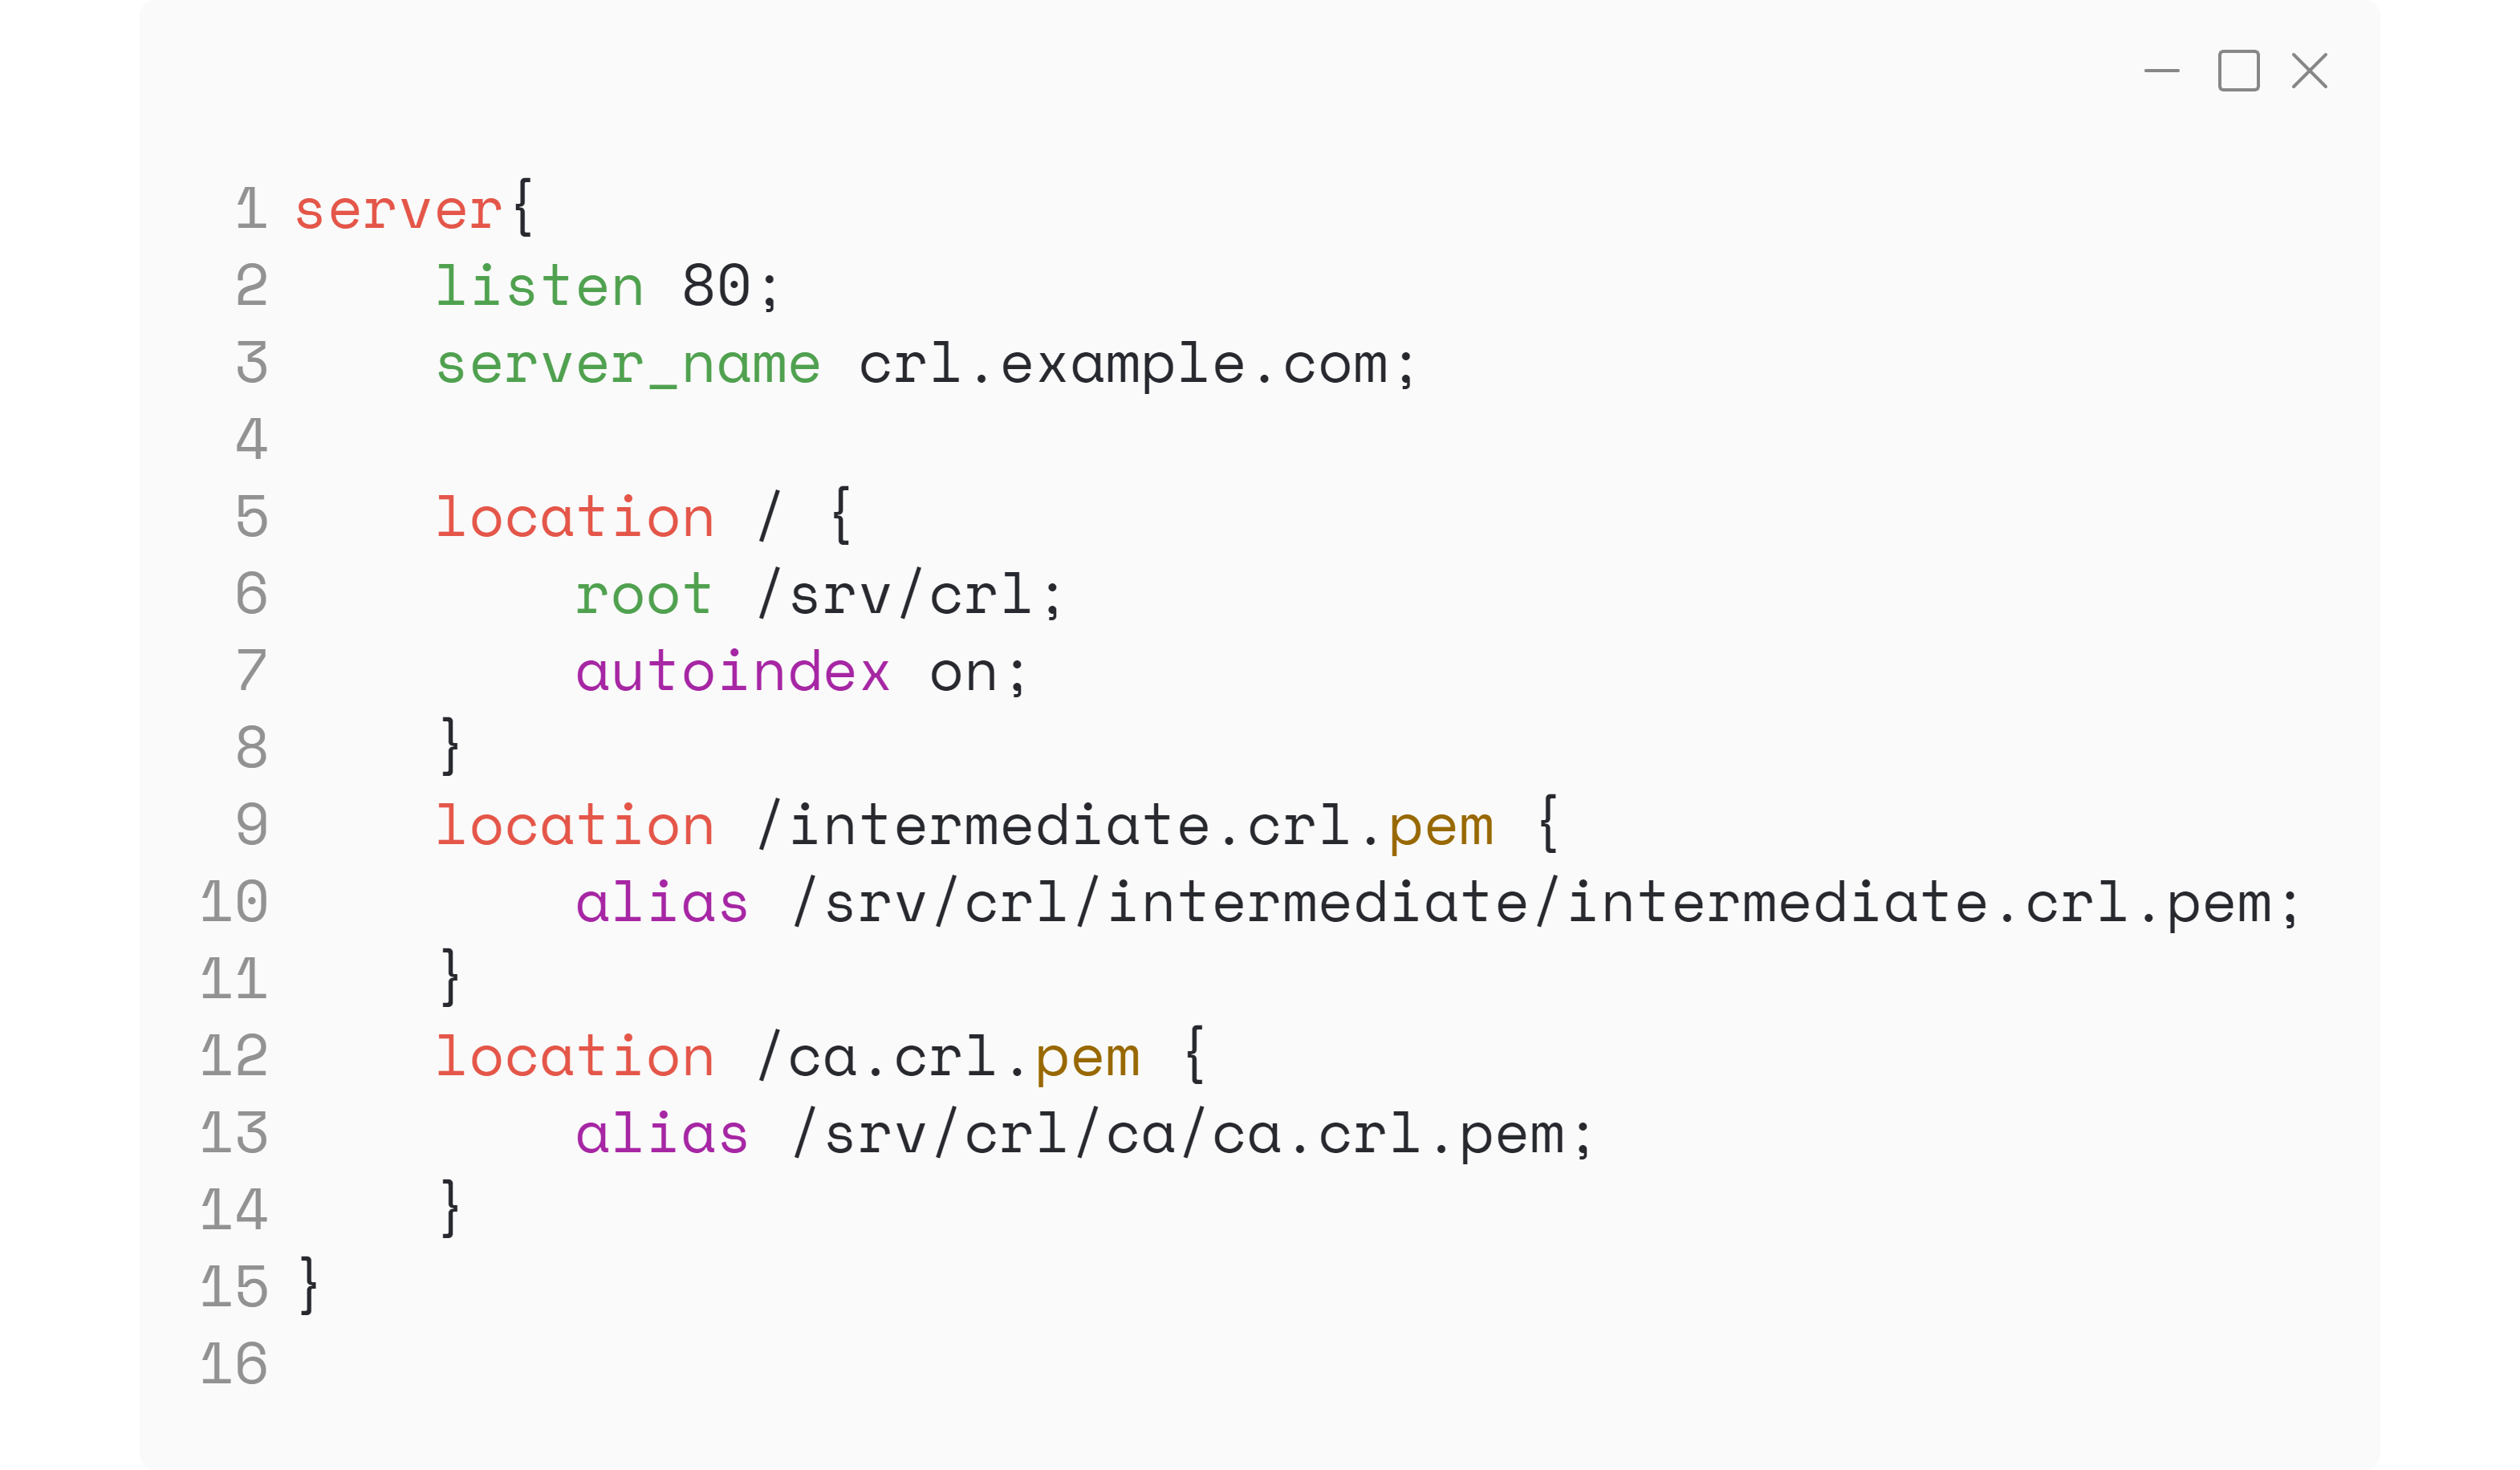 1 server{
2     listen 80;
3     server_name crl.example.com;
4
5     location / {
6         root /srv/crl;
7         autoindex on;
8     }
9     location /intermediate.crl.pem {
10         alias /srv/crl/intermediate/intermediate.crl.pem;
11     }
12     location /ca.crl.pem {
13         alias /srv/crl/ca/ca.crl.pem;
14     }
15 }
16